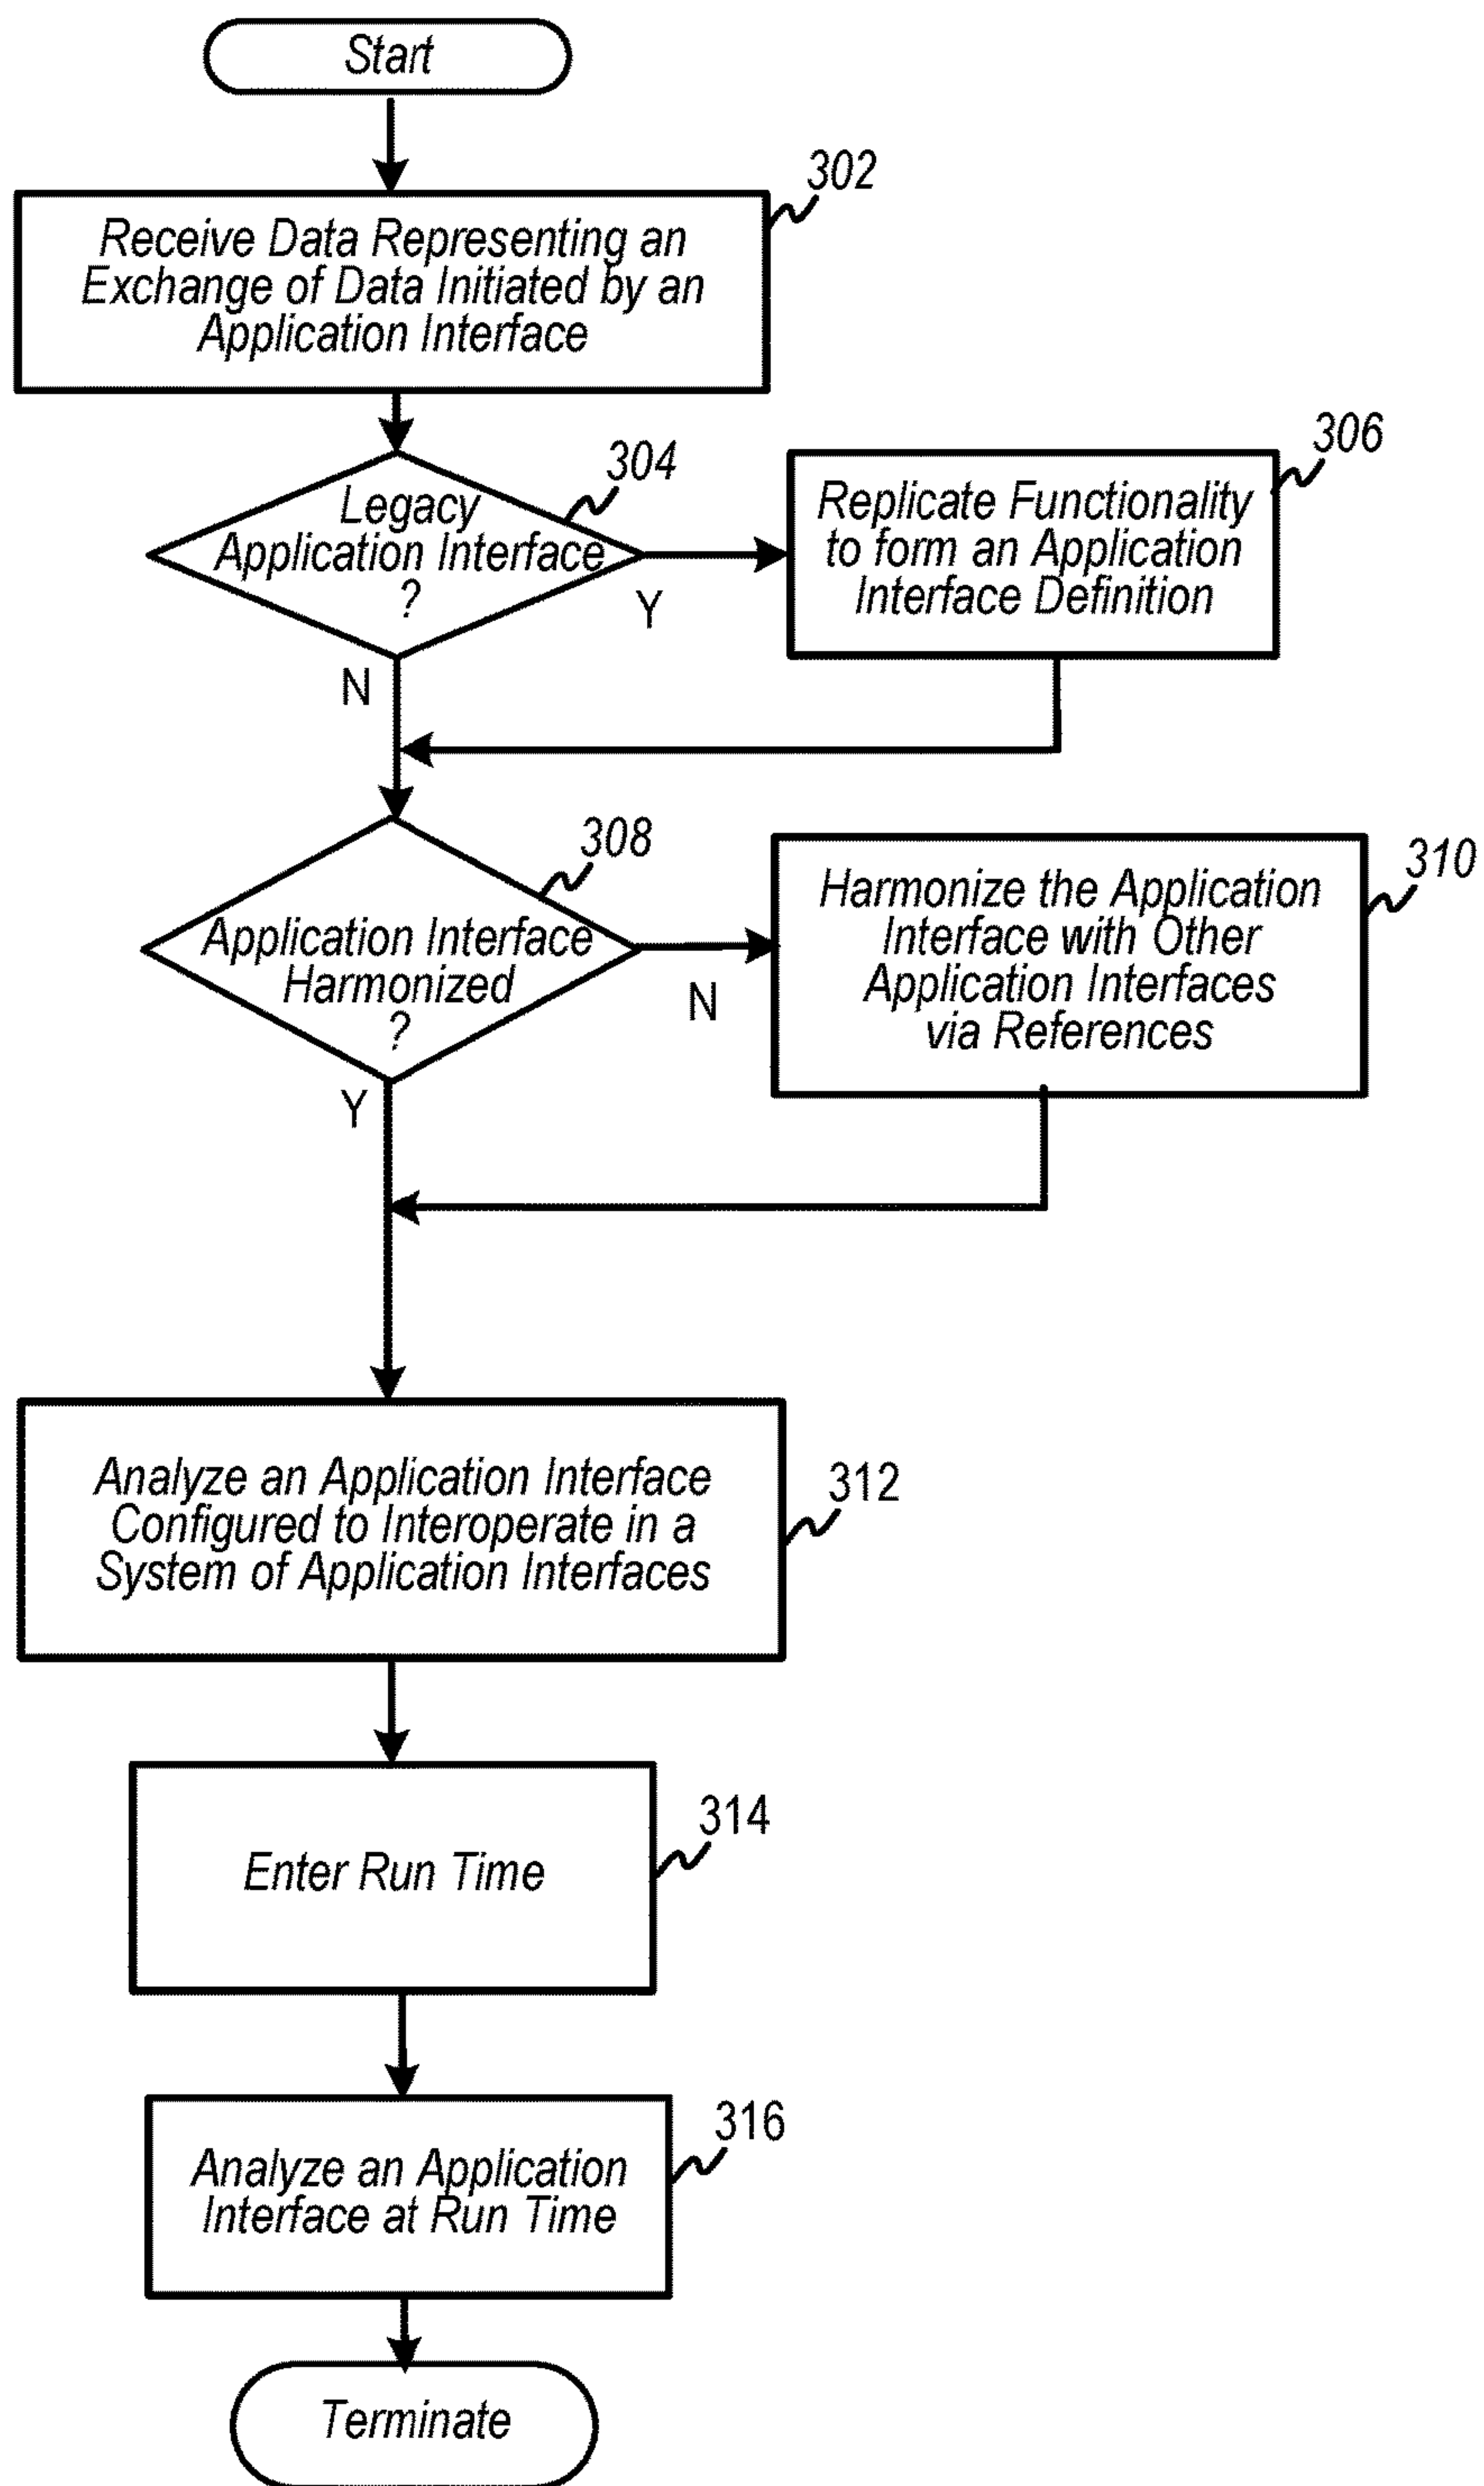 Start
302
Receive Data Representing an
Exchange of Data Initiated by an
Application Interface
304
Legacy
Application Interface
?
Y
N
306
Replicate Functionality
to form an Application
Interface Definition
308
Application Interface
Harmonized
?
N
Y
310
Harmonize the Application
Interface with Other
Application Interfaces
via References
312
Analyze an Application Interface
Configured to Interoperate in a
System of Application Interfaces
314
Enter Run Time
316
Analyze an Application
Interface at Run Time
Terminate